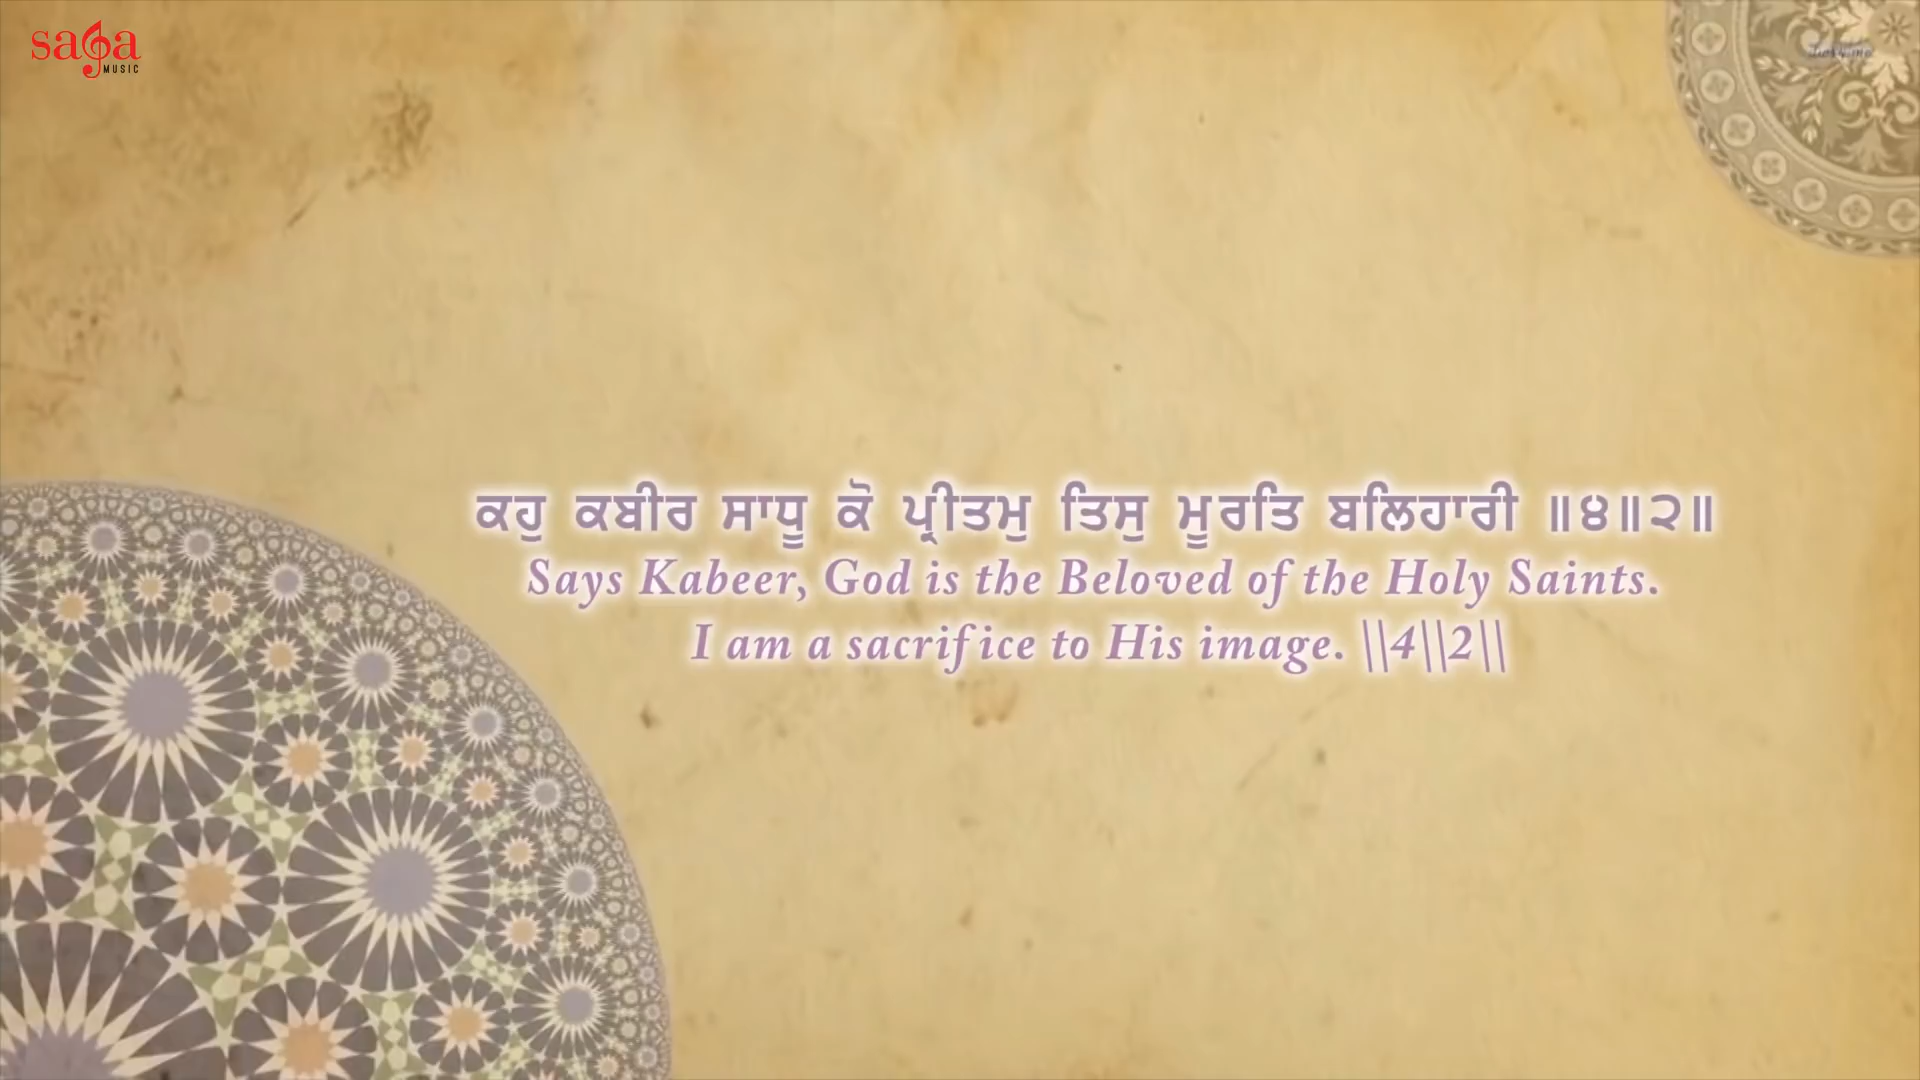 saga
MUSIC
ਕਹੁ ਕਬੀਰ ਸਾਧੂ ਕੋ ਪ੍ਰੀਤਮੁ ਤਿਸੁ ਮੂਰਤਿ ਬਲਿਹਾਰੀ ॥੪॥੨॥
Says Kabeer, God is the Beloved of the Holy Saints.
I am a sacrifice to His image. ||4||2||